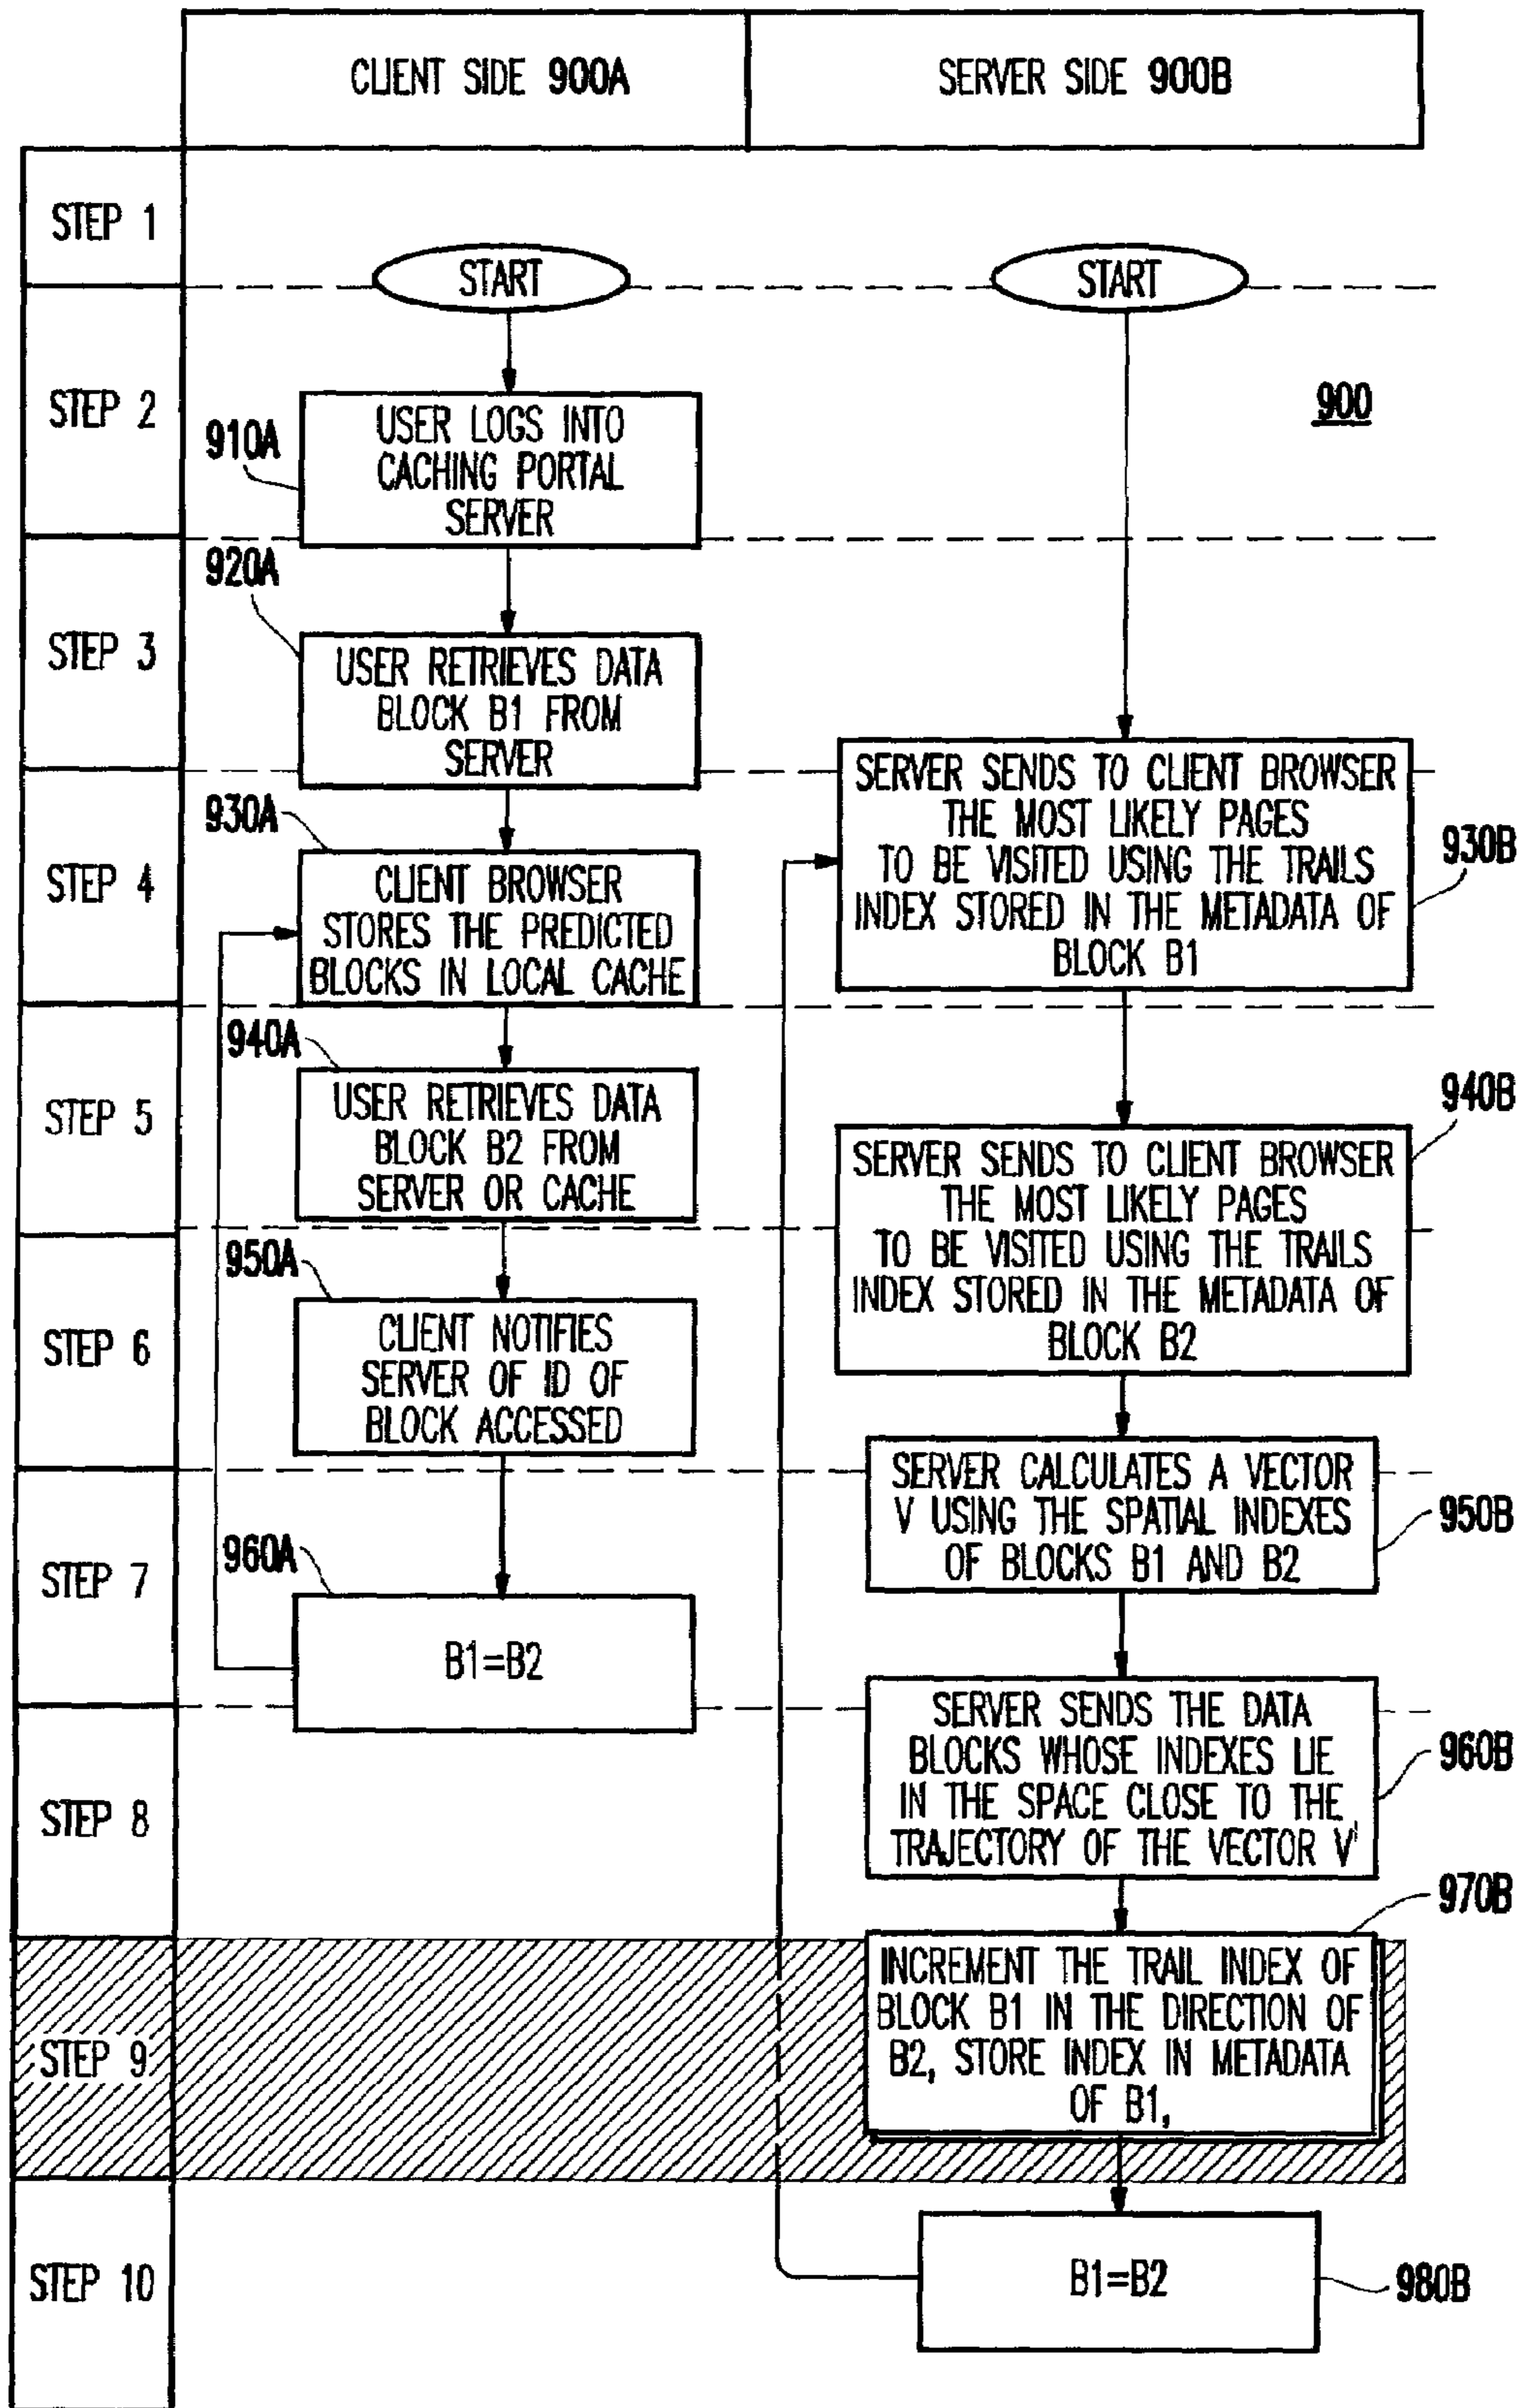 CLIENT SIDE 900A
SERVER SIDE 900B
STEP 1
START
START
STEP 2
900
910A
USER LOGS INTO
CACHING PORTAL
SERVER
STEP 3
920A
USER RETRIEVES DATA
BLOCK B1 FROM
SERVER
STEP 4
930A
CLIENT BROWSER
STORES THE PREDICTED
BLOCKS IN LOCAL CACHE
SERVER SENDS TO CLIENT BROWSER
THE MOST LIKELY PAGES
TO BE VISITED USING THE TRAILS
INDEX STORED IN THE METADATA OF
BLOCK B1
930B
STEP 5
940A
USER RETRIEVES DATA
BLOCK B2 FROM
SERVER OR CACHE
940B
SERVER SENDS TO CLIENT BROWSER
THE MOST LIKELY PAGES
TO BE VISITED USING THE TRAILS
INDEX STORED IN THE METADATA OF
BLOCK B2
STEP 6
950A
CLIENT NOTIFIES
SERVER OF ID OF
BLOCK ACCESSED
STEP 7
960A
B1=B2
SERVER CALCULATES A VECTOR
V USING THE SPATIAL INDEXES
OF BLOCKS B1 AND B2
950B
STEP 8
SERVER SENDS THE DATA
BLOCKS WHOSE INDEXES LIE
IN THE SPACE CLOSE TO THE
TRAJECTORY OF THE VECTOR V'
960B
STEP 9
970B
INCREMENT THE TRAIL INDEX OF
BLOCK B1 IN THE DIRECTION OF
B2, STORE INDEX IN METADATA
OF B1,
STEP 10
B1=B2
980B